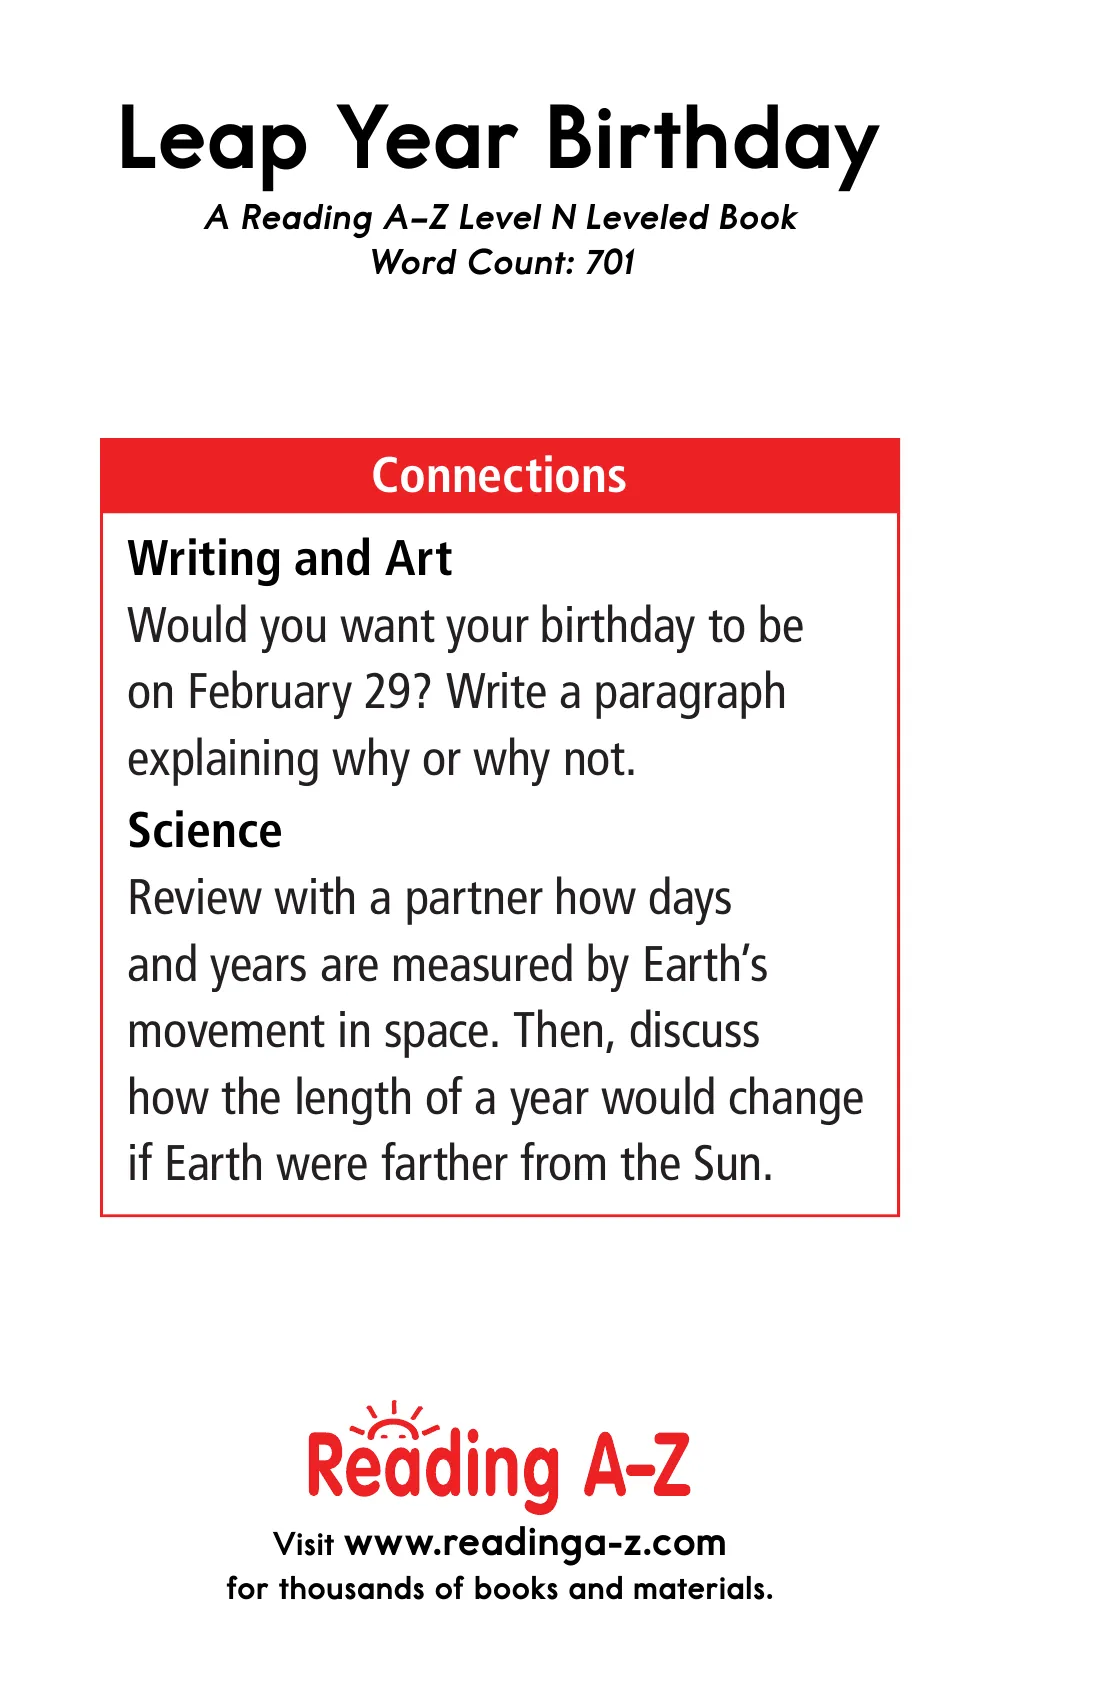 Leap Year Birthday
A Reading A–Z Level N Leveled Book
Word Count: 701
Connections
Writing and Art
Would you want your birthday to be
on February 29? Write a paragraph
explaining why or why not.
Science
Review with a partner how days
and years are measured by Earth’s
movement in space. Then, discuss
how the length of a year would change
if Earth were farther from the Sun.
Reading A–Z
Visit www.readinga-z.com
for thousands of books and materials.